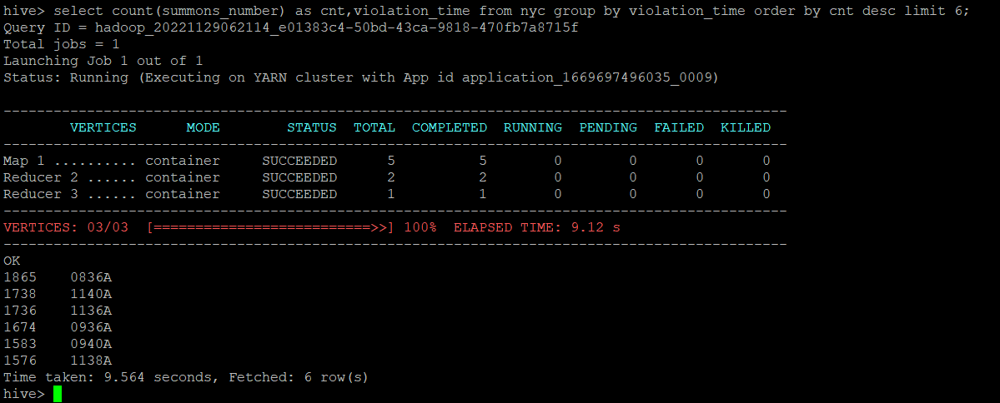 hive> select count(summons_number) as cnt,violation_time from nyc group by violation_time order by cnt desc limit 6;
Query ID = hadoop_20221129062114_e01383c4-50bd-43ca-9818-470fb7a8715f
Total jobs = 1
Launching Job 1 out of 1
Status: Running (Executing on YARN cluster with App id application_1669697496035_0009)
----------------------------------------------------------------------------------------------
        VERTICES      MODE        STATUS  TOTAL  COMPLETED  RUNNING  PENDING  FAILED  KILLED
----------------------------------------------------------------------------------------------
Map 1 .......... container     SUCCEEDED      5          5        0        0       0       0
Reducer 2 ...... container     SUCCEEDED      2          2        0        0       0       0
Reducer 3 ...... container     SUCCEEDED      1          1        0        0       0       0
----------------------------------------------------------------------------------------------
VERTICES: 03/03  [==========================>>] 100%  ELAPSED TIME: 9.12 s
----------------------------------------------------------------------------------------------
OK
1865    0836A
1738    1140A
1736    1136A
1674    0936A
1583    0940A
1576    1138A
Time taken: 9.564 seconds, Fetched: 6 row(s)
hive>